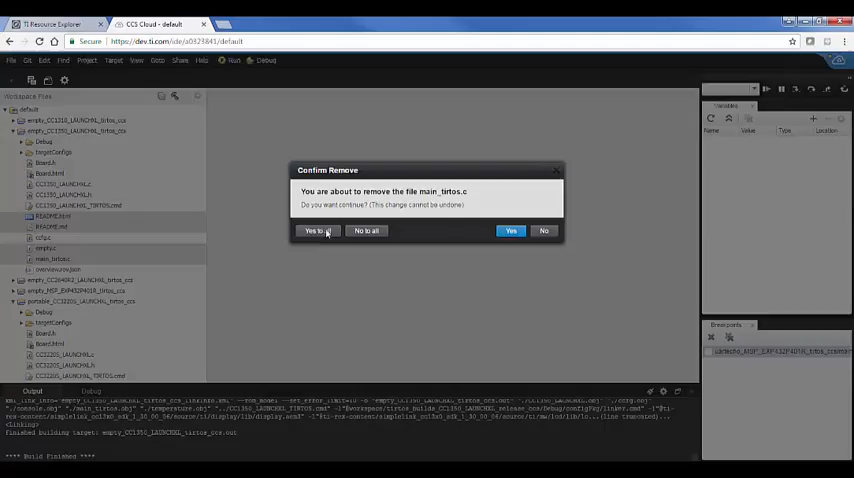 TI Resource Explorer
CCS Cloud - default
Secure
https://dev.ti.com/ide/a0323841/default
File Git Edit Find Project Target View Goto Share Help Run Debug
Workspace Files
default
empty_CC1310_LAUNCHXL_tirtos_ccs
empty_CC1350_LAUNCHXL_tirtos_ccs
Debug
targetConfigs
Board.h
Board.html
CC1350_LAUNCHXL.c
CC1350_LAUNCHXL.h
CC1350_LAUNCHXL_TIRTOS.cmd
README.html
README.md
ccfg.c
empty.c
main_tirtos.c
overview.rov.json
empty_CC2640R2_LAUNCHXL_tirtos_ccs
empty_MSP_EXP432P401R_tirtos_ccs
portable_CC3220S_LAUNCHXL_tirtos_ccs
Debug
targetConfigs
Board.h
Board.html
CC3220S_LAUNCHXL.c
CC3220S_LAUNCHXL.h
CC3220S_LAUNCHXL_TIRTOS.cmd
Confirm Remove
You are about to remove the file main_tirtos.c
Do you want continue? (This change cannot be undone)
Yes to all
No to all
Yes
No
Variables
Name Value Type Location
Breakpoints
Output
Debug
<Linking>
Finished building target: empty_CC1350_LAUNCHXL_tirtos_ccs.out
**** Build Finished ****